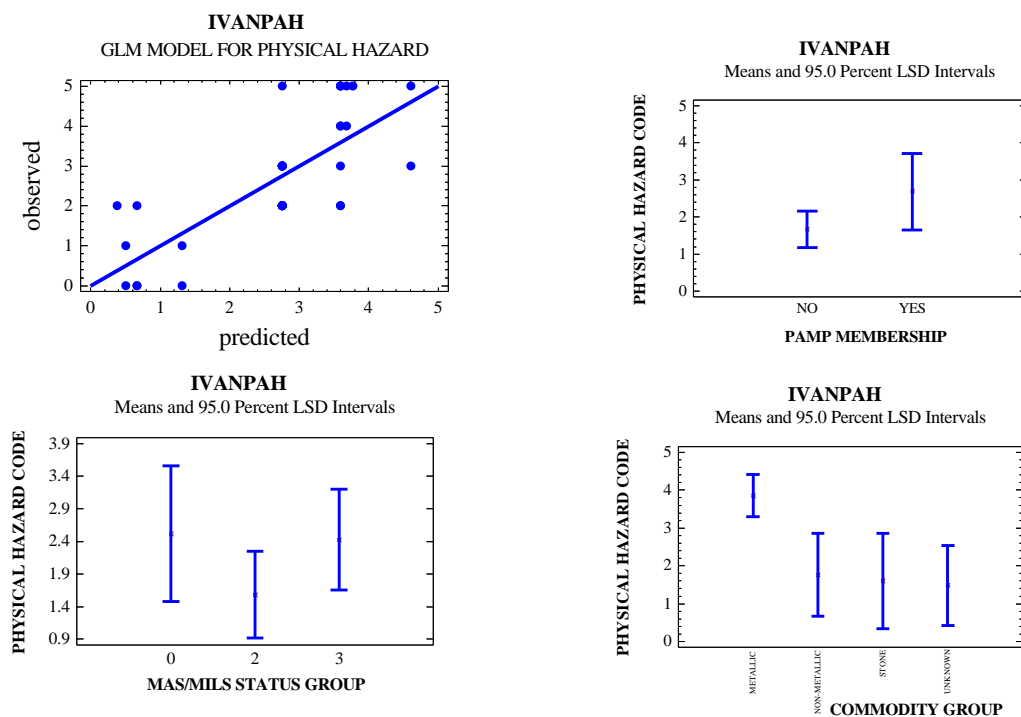 IVANPAH
GLM MODEL FOR PHYSICAL HAZARD
5
4
3
2
1
0
observed
0 1 2 3 4 5
predicted
IVANPAH
Means and 95.0 Percent LSD Intervals
PHYSICAL HAZARD CODE
5
4
3
2
1
0
NO YES
PAMP MEMBERSHIP
IVANPAH
Means and 95.0 Percent LSD Intervals
PHYSICAL HAZARD CODE
3.9
3.4
2.9
2.4
1.9
1.4
0.9
0 2 3
MAS/MILS STATUS GROUP
IVANPAH
Means and 95.0 Percent LSD Intervals
PHYSICAL HAZARD CODE
5
4
3
2
1
0
METALLIC
NON-METALLIC
STONE
UNKNOWN
COMMODITY GROUP